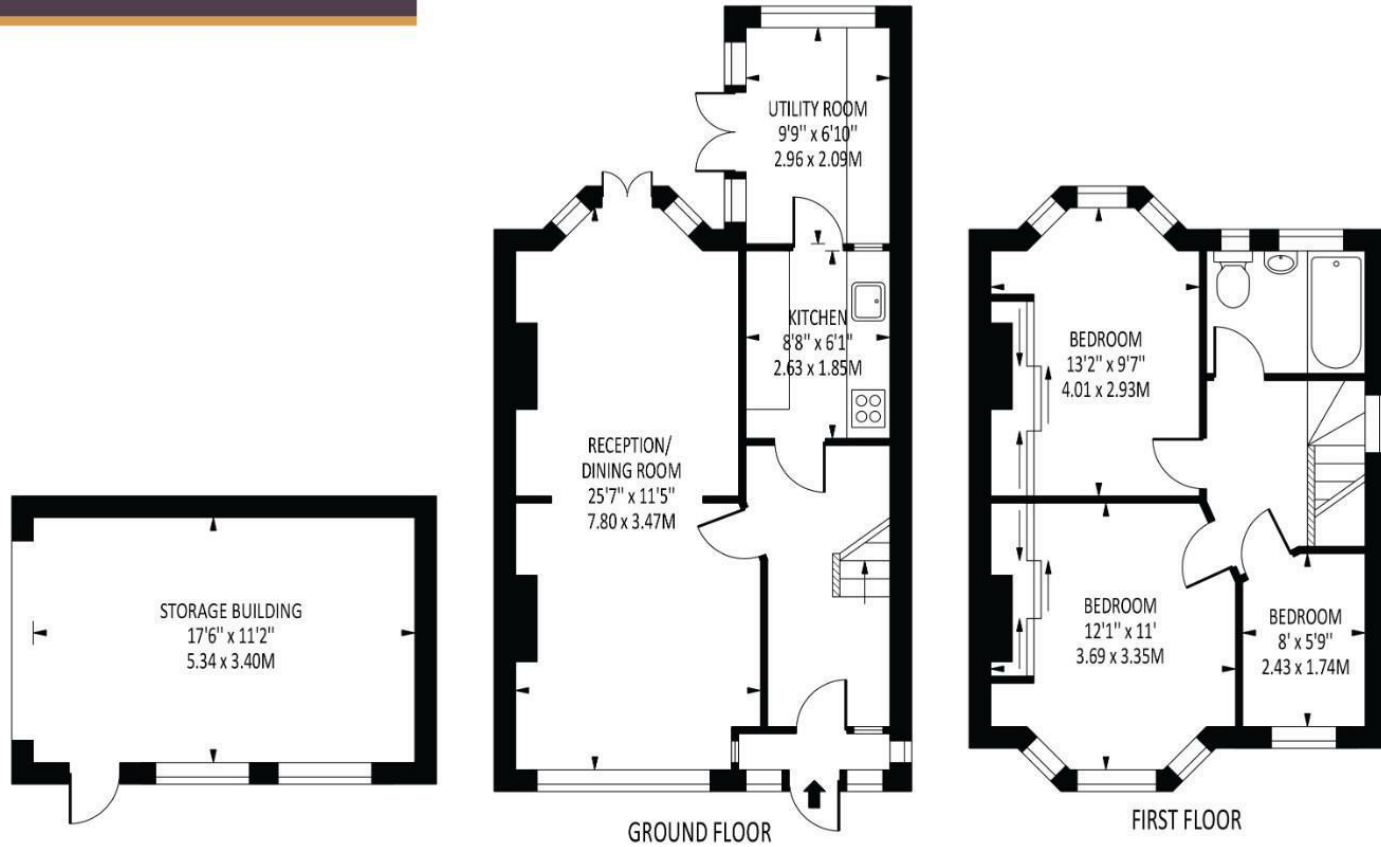 UTILITY ROOM
9'9" x 6'10"
2.96 x 2.09M
KITCHEN
8'8" x 6'1"
2.63 x 1.85M
RECEPTION/
DINING ROOM
25'7" x 11'5"
7.80 x 3.47M
STORAGE BUILDING
17'6" x 11'2"
5.34 x 3.40M
GROUND FLOOR
BEDROOM
13'2" x 9'7"
4.01 x 2.93M
BEDROOM
12'1" x 11'
3.69 x 3.35M
BEDROOM
8' x 5'9"
2.43 x 1.74M
FIRST FLOOR